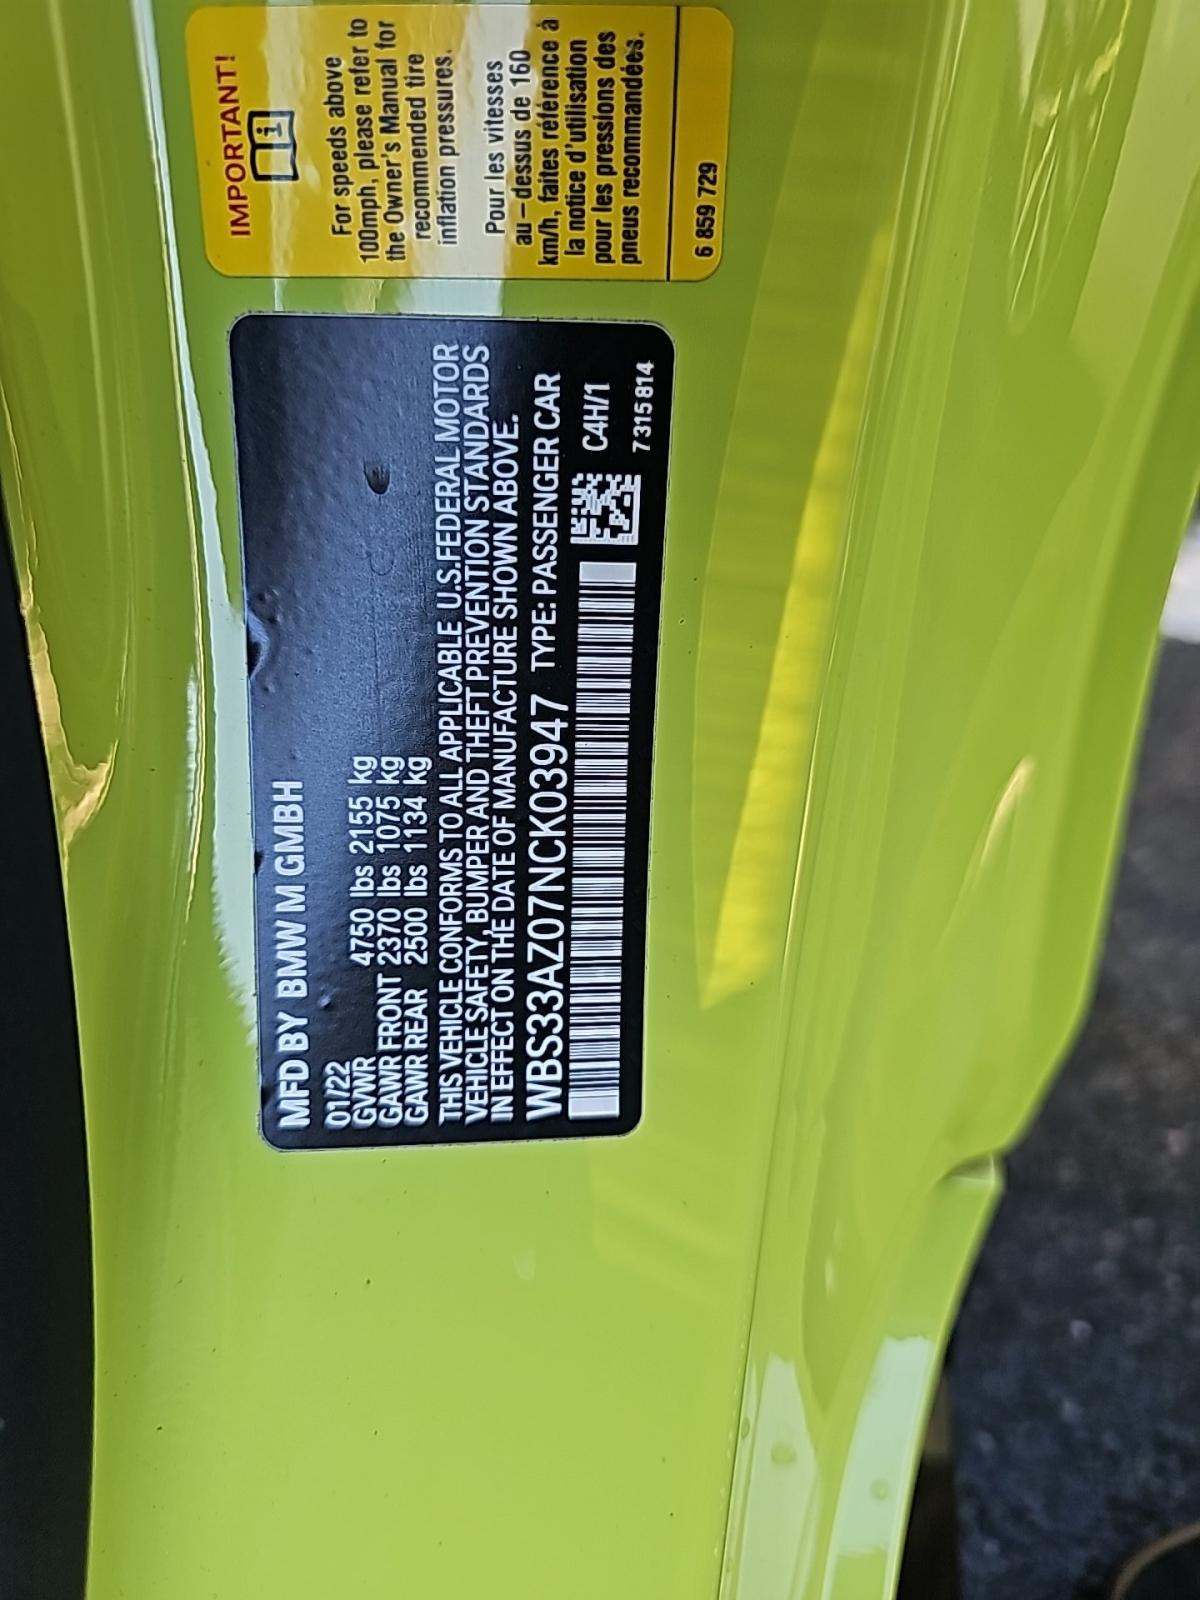 IMPORTANT!
For speeds above
100mph, please refer to
the Owner's Manual for
recommended tire
inflation pressures.
Pour les vitesses
au-dessus de 160
km/h, faites référence à
la notice d'utilisation
pour les pressions des
pneus recommandées.
6 859 729
MFD BY BMW M GMBH
01/22
GVWR 4750 lbs 2155 kg
GAWR FRONT 2370 lbs 1075 kg
GAWR REAR 2500 lbs 1134 kg
THIS VEHICLE CONFORMS TO ALL APPLICABLE U.S.FEDERAL MOTOR
VEHICLE SAFETY, BUMPER AND THEFT PREVENTION STANDARDS
IN EFFECT ON THE DATE OF MANUFACTURE SHOWN ABOVE.
WBS33AZ07NCK03947 TYPE: PASSENGER CAR
C4H/1
7315814